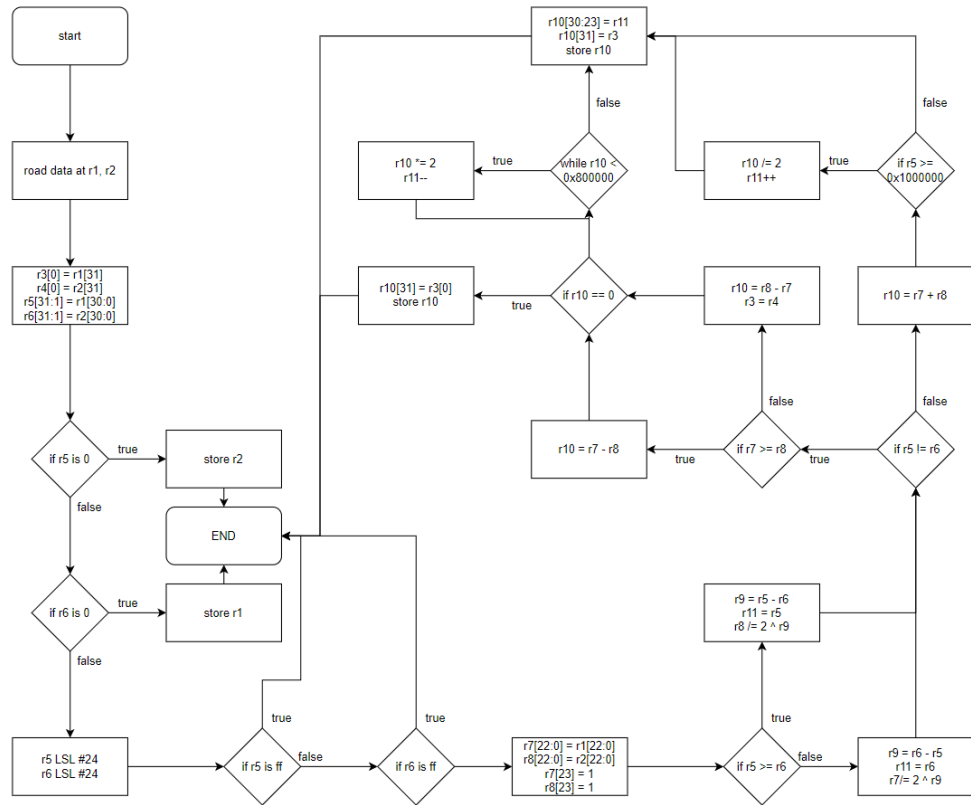 start
road data at r1, r2
r3[0] = r1[31]
r4[0] = r2[31]
r5[31:1] = r1[30:0]
r6[31:1] = r2[30:0]
if r5 is 0
true
store r2
false
END
if r6 is 0
true
store r1
false
r5 LSL #24
r6 LSL #24
if r5 is ff
true
false
if r6 is ff
true
r7[22:0] = r1[22:0]
r8[22:0] = r2[22:0]
r7[23] = 1
r8[23] = 1
if r5 >= r6
true
false
r9 = r5 - r6
r11 = r5
r8 /= 2 ^ r9
r9 = r6 - r5
r11 = r6
r7/= 2 ^ r9
if r5 != r6
true
false
if r7 >= r8
true
false
r10 = r7 - r8
r10 = r8 - r7
r3 = r4
r10 = r7 + r8
if r10 == 0
true
r10[31] = r3[0]
store r10
while r10 <
0x800000
true
false
r10 *= 2
r11--
if r5 >=
0x1000000
true
false
r10 /= 2
r11++
r10[30:23] = r11
r10[31] = r3
store r10